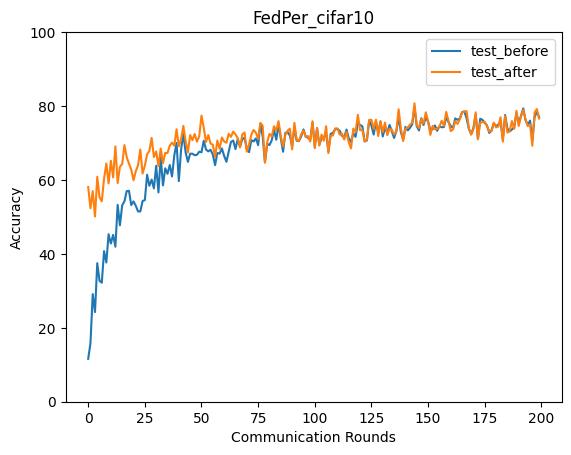 FedPer_cifar10
test_before
test_after
Accuracy
100
80
60
40
20
0
0 25 50 75 100 125 150 175 200
Communication Rounds